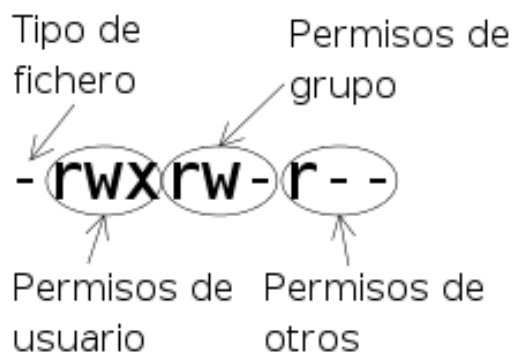 Tipo de
fichero
Permisos de
grupo
-rwxrw-r--
Permisos de
usuario
Permisos de
otros